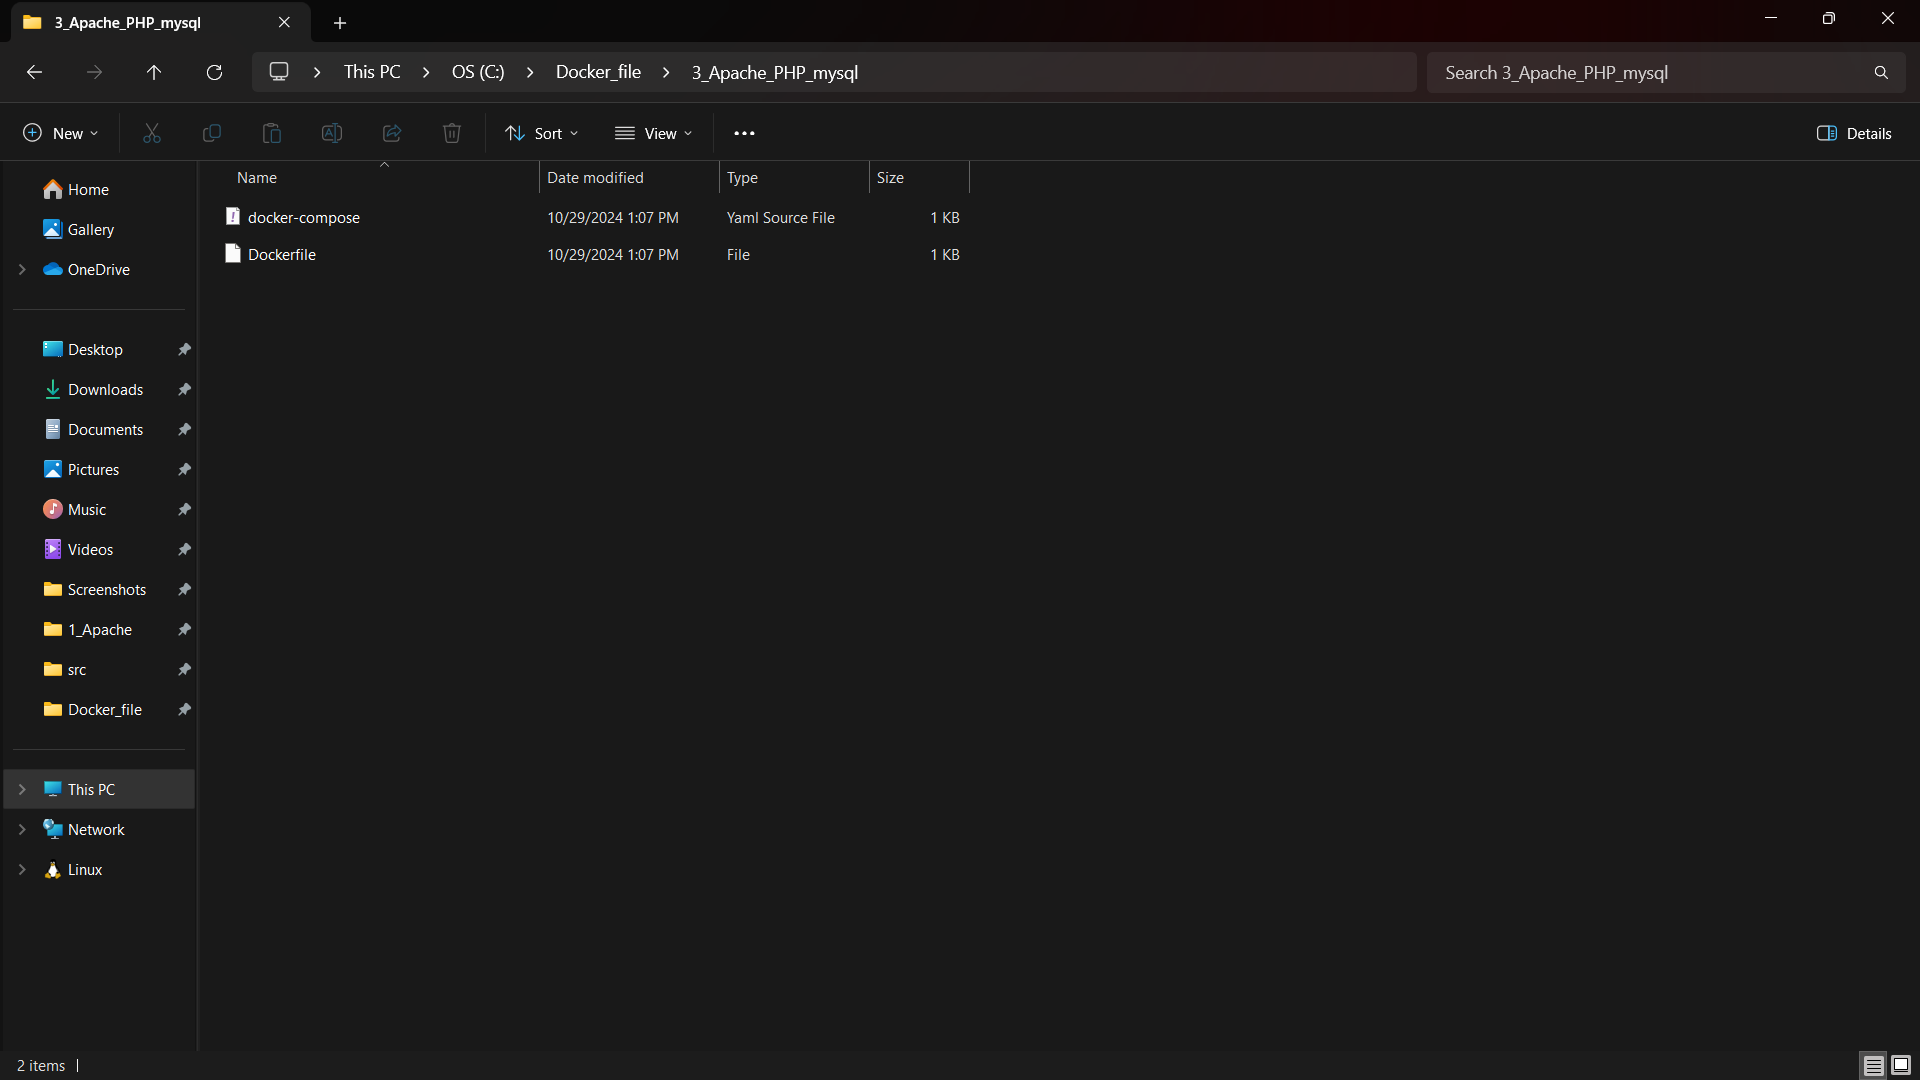 3_Apache_PHP_mysql
This PC
OS (C:)
Docker_file
3_Apache_PHP_mysql
Search 3_Apache_PHP_mysql
New
Sort
View
Details
Name Date modified Type Size
docker-compose 10/29/2024 1:07 PM Yaml Source File 1 KB
Dockerfile 10/29/2024 1:07 PM File 1 KB
Home
Gallery
OneDrive
Desktop
Downloads
Documents
Pictures
Music
Videos
Screenshots
1_Apache
src
Docker_file
This PC
Network
Linux
2 items